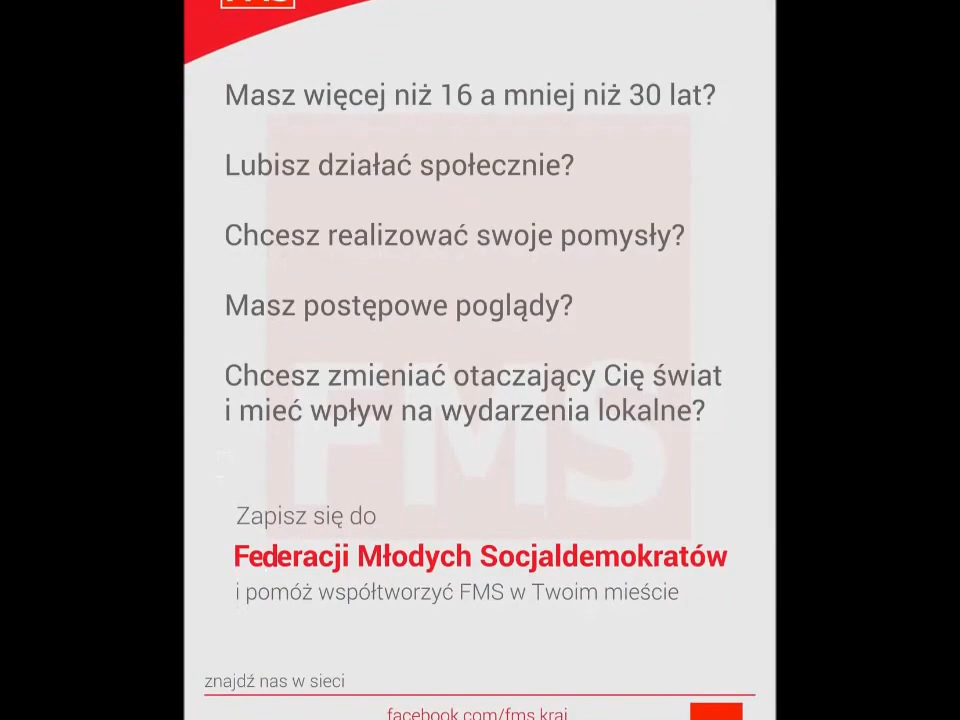 FMS
Masz więcej niż 16 a mniej niż 30 lat?
Lubisz działać społecznie?
Chcesz realizować swoje pomysły?
Masz postępowe poglądy?
Chcesz zmieniać otaczający Cię świat
i mieć wpływ na wydarzenia lokalne?
FMS
Zapisz się do
Federacji Młodych Socjaldemokratów
i pomóż współtworzyć FMS w Twoim mieście
znajdź nas w sieci
facebook.com/fms.kraj